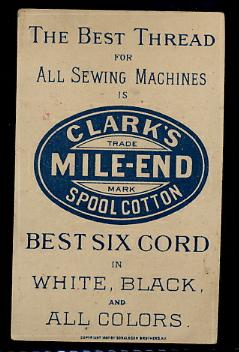 THE BEST THREAD
FOR
ALL SEWING MACHINES
IS
CLARK'S
TRADE
MILE-END
MARK
SPOOL COTTON
BEST SIX CORD
IN
WHITE, BLACK,
AND
ALL COLORS.